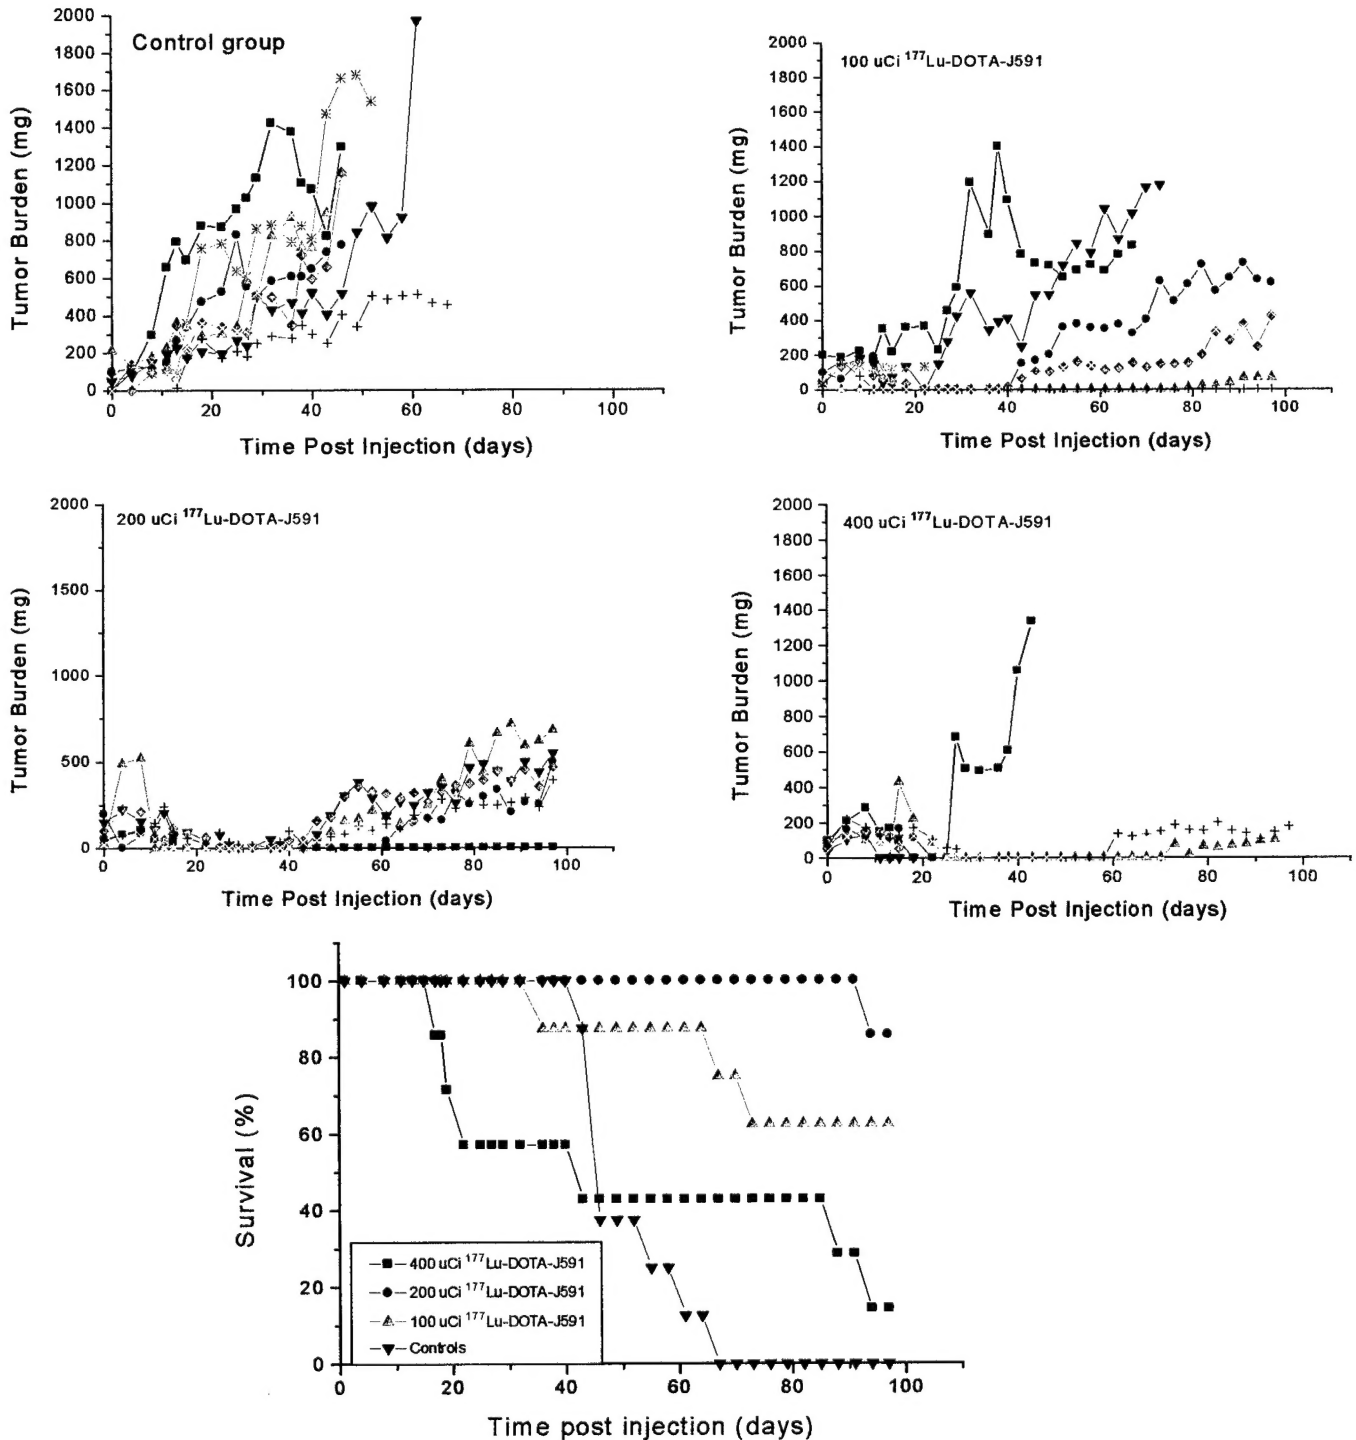 Control group
2000
1800
1600
1400
1200
1000
800
600
400
200
0
Tumor Burden (mg)
0 20 40 60 80 100
Time Post Injection (days)
100 uCi ¹⁷⁷Lu-DOTA-J591
2000
1800
1600
1400
1200
1000
800
600
400
200
0
Tumor Burden (mg)
0 20 40 60 80 100
Time Post Injection (days)
200 uCi ¹⁷⁷Lu-DOTA-J591
2000
1500
1000
500
0
Tumor Burden (mg)
0 20 40 60 80 100
Time Post Injection (days)
400 uCi ¹⁷⁷Lu-DOTA-J591
2000
1800
1600
1400
1200
1000
800
600
400
200
0
Tumor Burden (mg)
0 20 40 60 80 100
Time Post Injection (days)
100
80
60
40
20
0
Survival (%)
400 uCi ¹⁷⁷Lu-DOTA-J591
200 uCi ¹⁷⁷Lu-DOTA-J591
100 uCi ¹⁷⁷Lu-DOTA-J591
Controls
0 20 40 60 80 100
Time post injection (days)